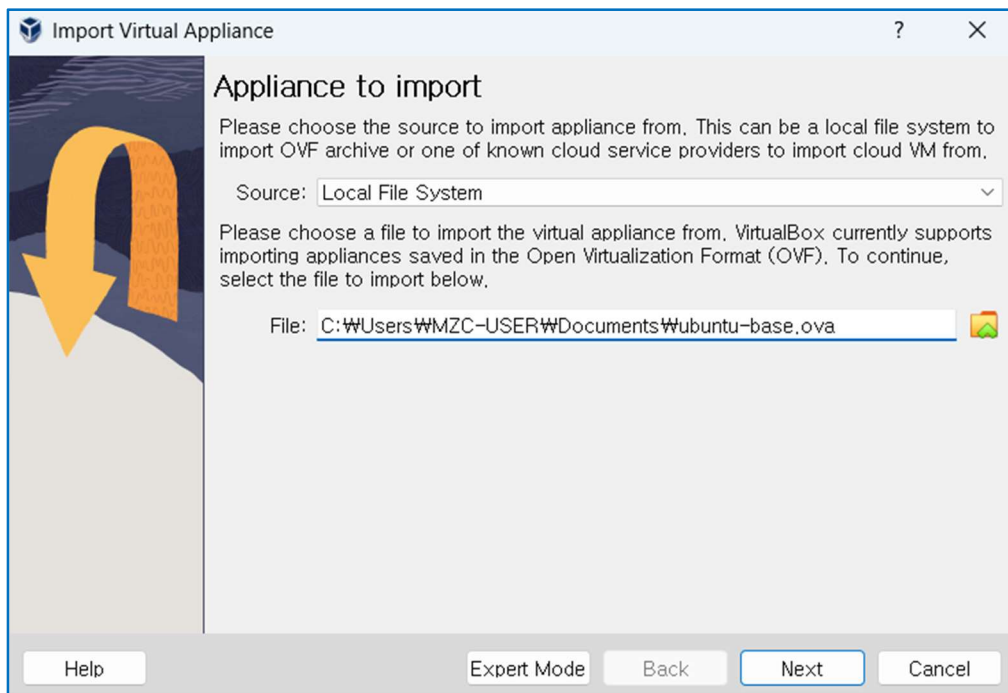 Import Virtual Appliance
?
Appliance to import
Please choose the source to import appliance from. This can be a local file system to
import OVF archive or one of known cloud service providers to import cloud VM from.
Source: Local File System
Please choose a file to import the virtual appliance from. VirtualBox currently supports
importing appliances saved in the Open Virtualization Format (OVF). To continue,
select the file to import below.
File: C:₩Users₩MZC-USER₩Documents₩ubuntu-base.ova
Help Expert Mode Back Next Cancel